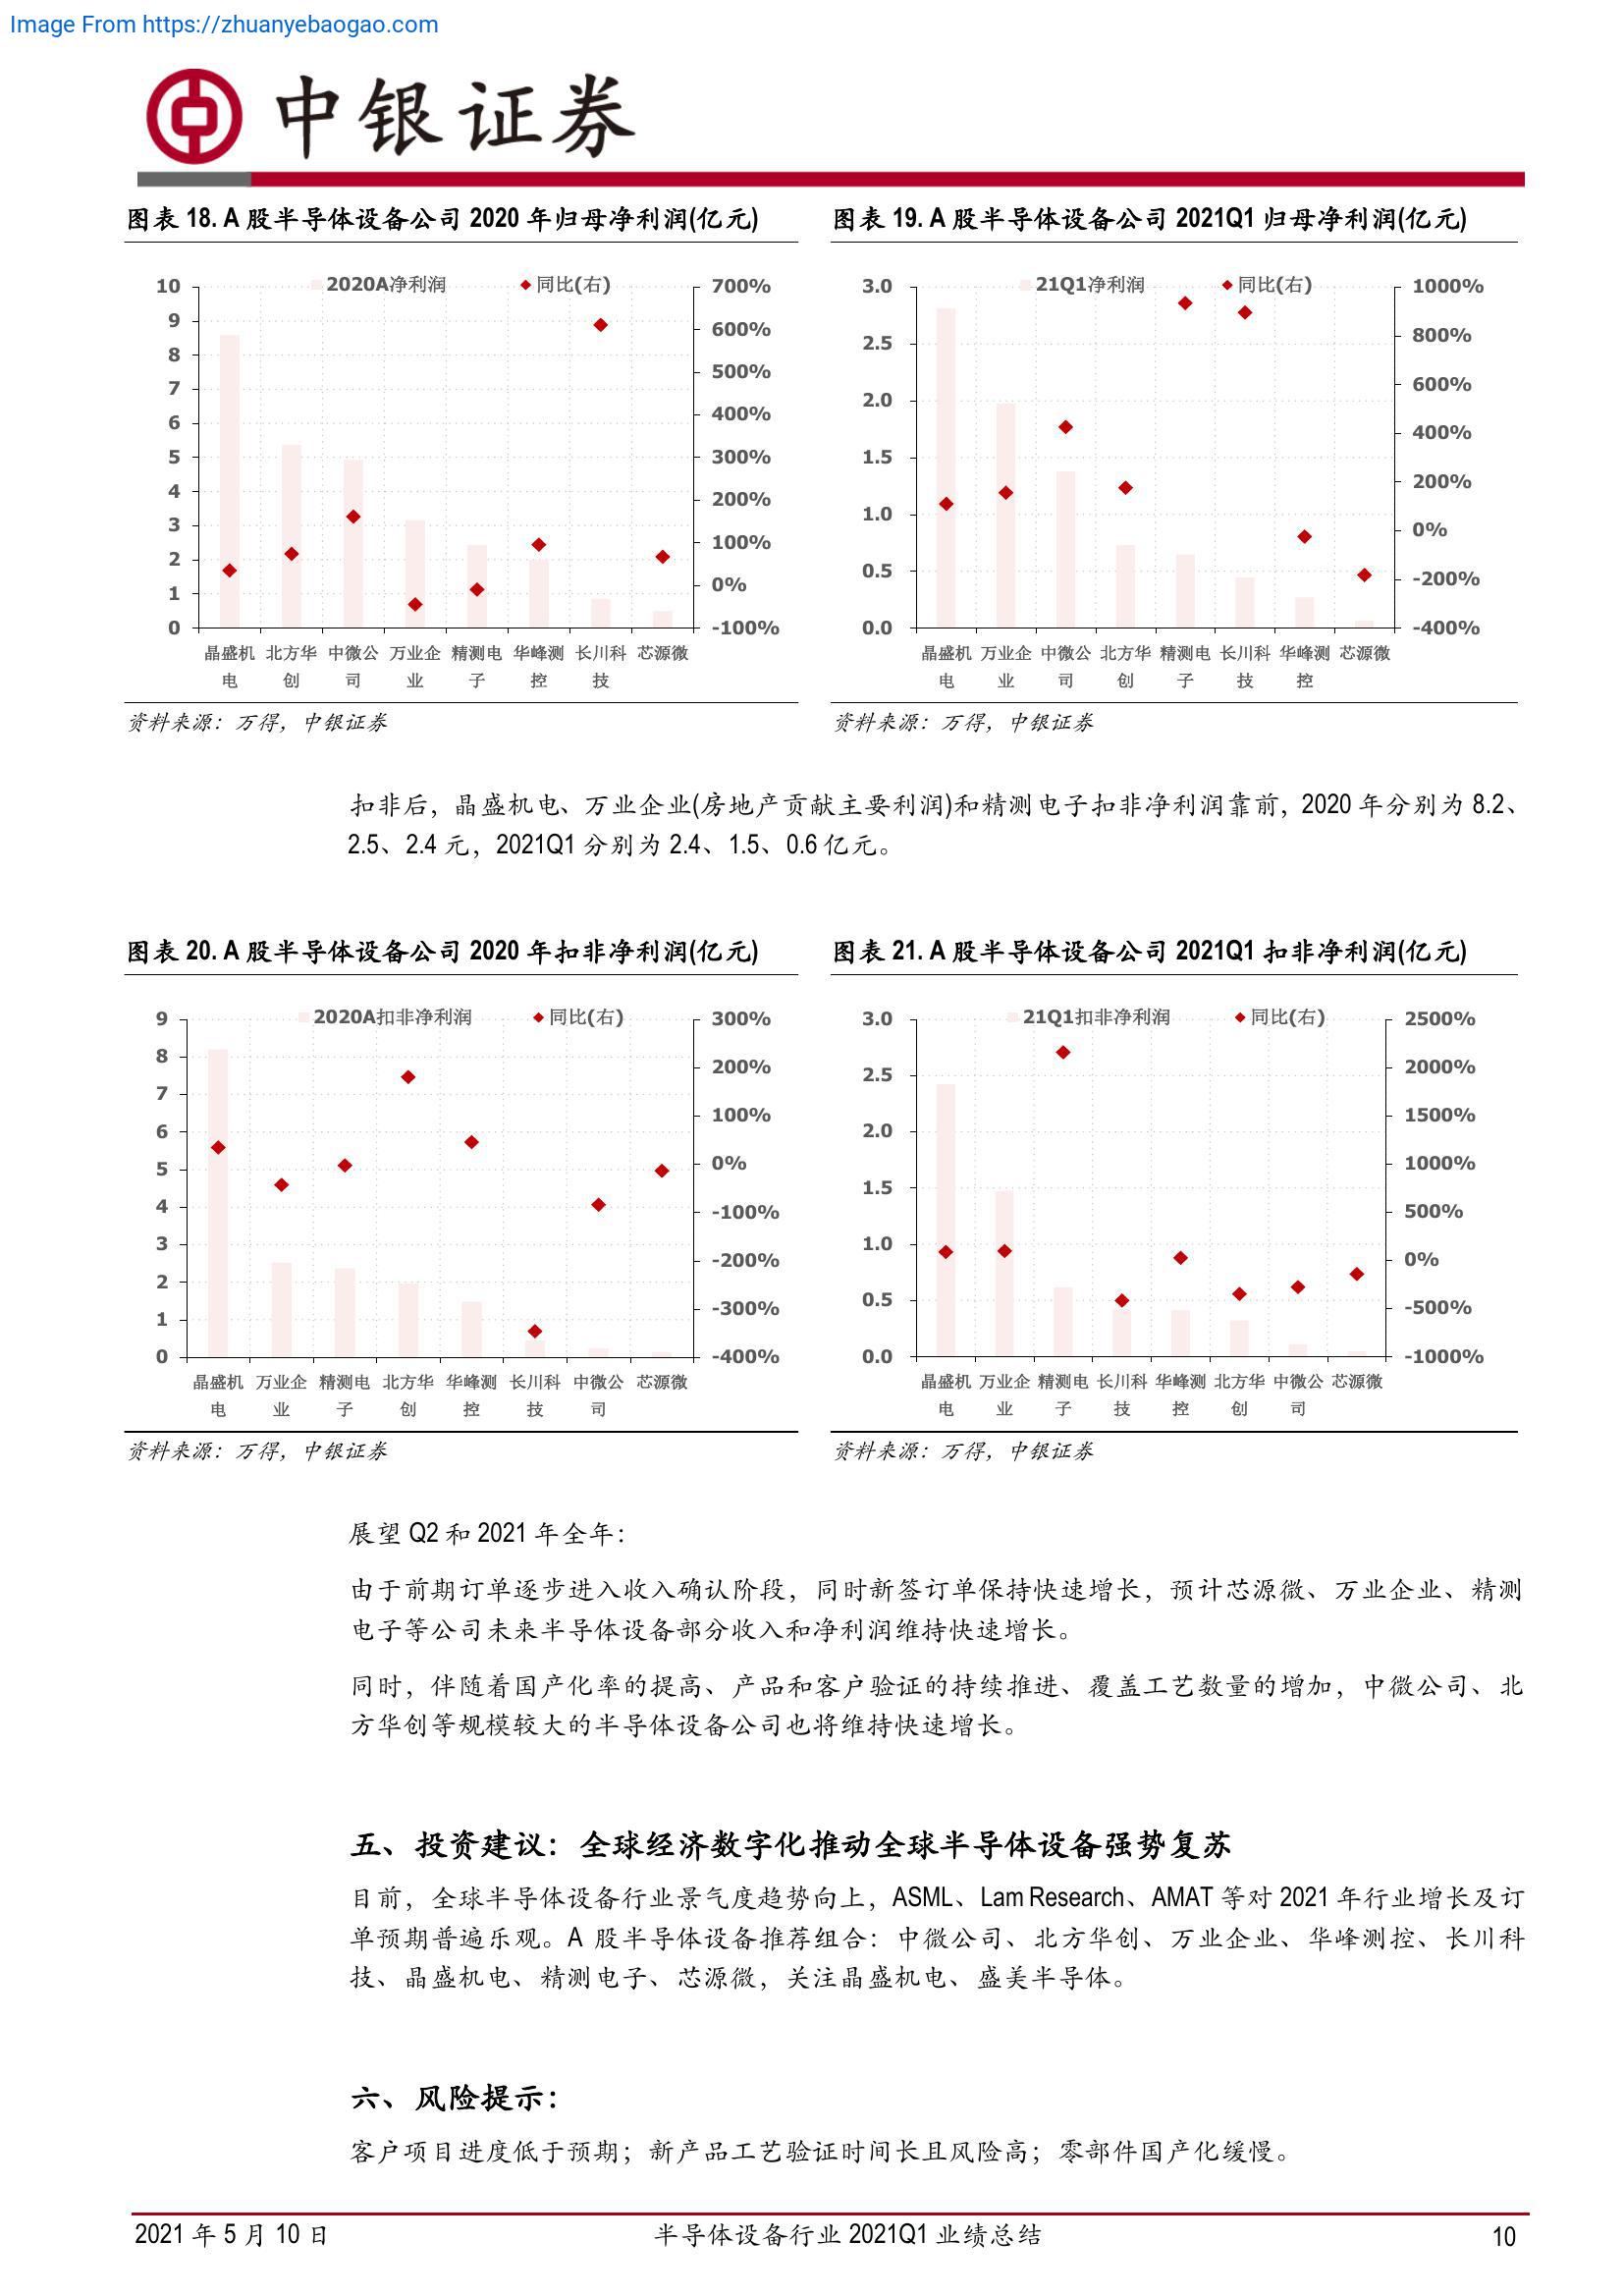 Image From https://zhuanyebaogao.com
中银证券
图表 18. A 股半导体设备公司 2020 年归母净利润(亿元)
2020A净利润 同比(右)
10
9
8
7
6
5
4
3
2
1
0
700%
600%
500%
400%
300%
200%
100%
0%
-100%
晶盛机 北方华 中微公 万业企 精测电 华峰测 长川科 芯源微
电 创 司 业 子 控 技
资料来源：万得，中银证券
图表 19. A 股半导体设备公司 2021Q1 归母净利润(亿元)
21Q1净利润 同比(右)
3.0
2.5
2.0
1.5
1.0
0.5
0.0
1000%
800%
600%
400%
200%
0%
-200%
-400%
晶盛机 万业企 中微公 北方华 精测电 长川科 华峰测 芯源微
电 业 司 创 子 技 控
资料来源：万得，中银证券
扣非后，晶盛机电、万业企业(房地产贡献主要利润)和精测电子扣非净利润靠前，2020 年分别为 8.2、
2.5、2.4 元，2021Q1 分别为 2.4、1.5、0.6 亿元。
图表 20. A 股半导体设备公司 2020 年扣非净利润(亿元)
2020A扣非净利润 同比(右)
9
8
7
6
5
4
3
2
1
0
300%
200%
100%
0%
-100%
-200%
-300%
-400%
晶盛机 万业企 精测电 北方华 华峰测 长川科 中微公 芯源微
电 业 子 创 控 技 司
资料来源：万得，中银证券
图表 21. A 股半导体设备公司 2021Q1 扣非净利润(亿元)
21Q1扣非净利润 同比(右)
3.0
2.5
2.0
1.5
1.0
0.5
0.0
2500%
2000%
1500%
1000%
500%
0%
-500%
-1000%
晶盛机 万业企 精测电 长川科 华峰测 北方华 中微公 芯源微
电 业 子 技 控 创 司
资料来源：万得，中银证券
展望 Q2 和 2021 年全年：
由于前期订单逐步进入收入确认阶段，同时新签订单保持快速增长，预计芯源微、万业企业、精测
电子等公司未来半导体设备部分收入和净利润维持快速增长。
同时，伴随着国产化率的提高、产品和客户验证的持续推进、覆盖工艺数量的增加，中微公司、北
方华创等规模较大的半导体设备公司也将维持快速增长。
五、投资建议：全球经济数字化推动全球半导体设备强势复苏
目前，全球半导体设备行业景气度趋势向上，ASML、Lam Research、AMAT 等对 2021 年行业增长及订
单预期普遍乐观。A 股半导体设备推荐组合：中微公司、北方华创、万业企业、华峰测控、长川科
技、晶盛机电、精测电子、芯源微，关注晶盛机电、盛美半导体。
六、风险提示：
客户项目进度低于预期；新产品工艺验证时间长且风险高；零部件国产化缓慢。
2021 年 5 月 10 日 半导体设备行业 2021Q1 业绩总结 10